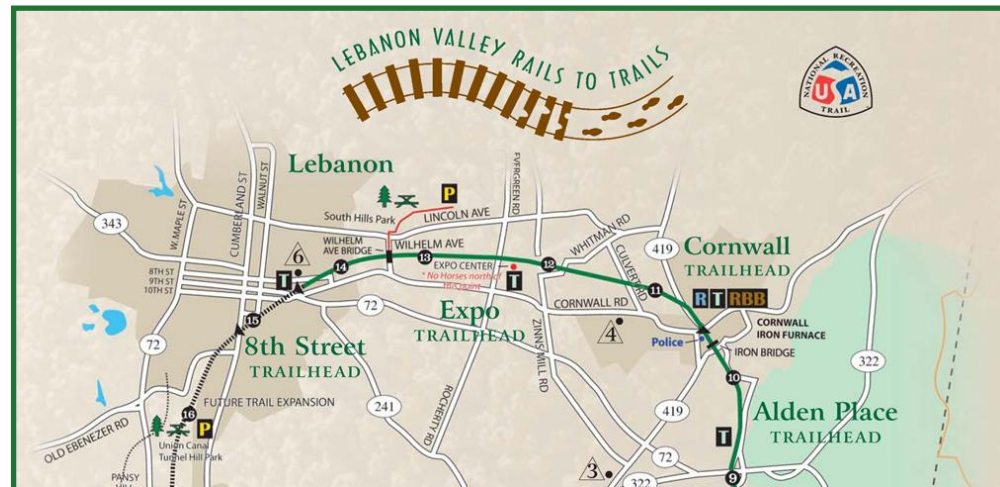 LEBANON VALLEY RAILS TO TRAILS
NATIONAL RECREATION
USA
TRAIL
Lebanon
W. MAPLE ST
CUMBERLAND ST
WALNUT ST
EVERGREEN RD
P
South Hills Park
LINCOLN AVE
343
WILHELM
AVE BRIDGE
WILHELM AVE
WHITMAN RD
419
Cornwall
TRAILHEAD
6
13
14
12
EXPO CENTER
* No Horses north of
this point
CULVERT RD
8TH ST
9TH ST
10TH ST
T
T
11
R T RBB
72
Expo
TRAILHEAD
CORNWALL RD
CORNWALL
IRON FURNACE
15
4
Police
IRON BRIDGE
72
8th Street
TRAILHEAD
ZINNS MILL RD
322
10
ROCHERTY RD
241
419
Alden Place
TRAILHEAD
16
FUTURE TRAIL EXPANSION
P
OLD EBENEZER RD
Union Canal
Tunnel Hill Park
T
72
3
9
322
PANSY